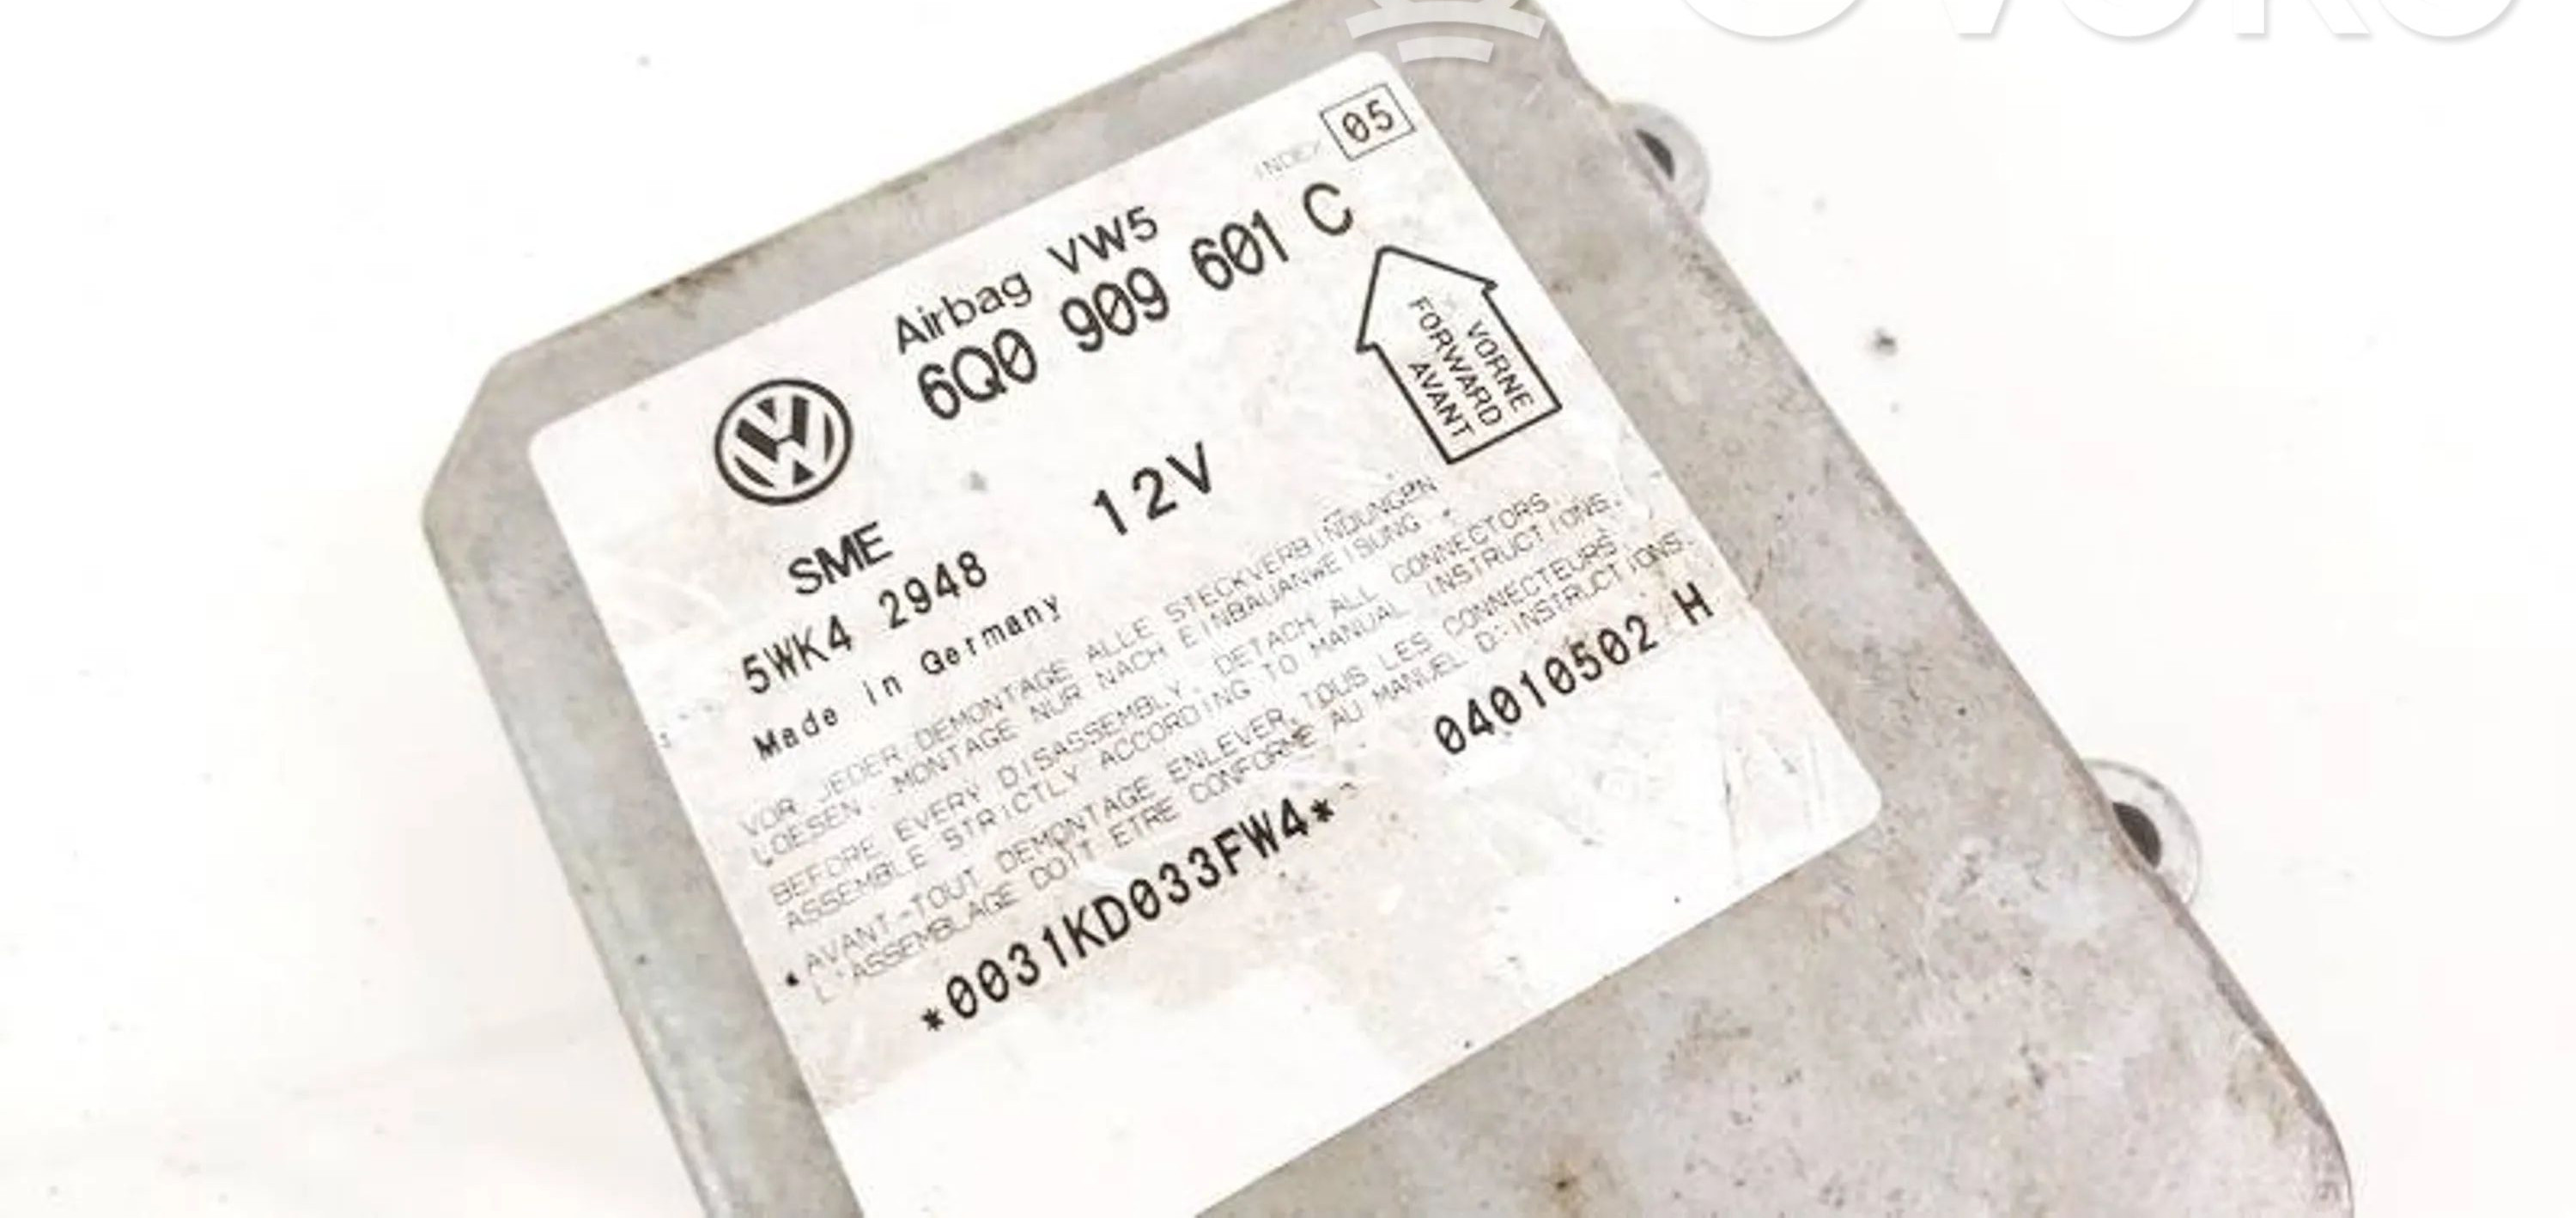 INDEX 05
Airbag VW5
6Q0 909 601 C
VORNE
FORWARD
AVANT
SME
12V
5WK4 2948
Made in Germany
VOR JEDER DEMONTAGE ALLE STECKVERBINDUNGEN
LOESEN. MONTAGE NUR NACH EINBAUANWEISUNG.
BEFORE EVERY DISASSEMBLY, DETACH ALL CONNECTORS.
ASSEMBLE STRICTLY ACCORDING TO MANUAL INSTRUCTIONS.
AVANT-TOUT DEMONTAGE ENLEVER TOUS LES CONNECTEURS
L'ASSEMBLAGE DOIT ETRE CONFORME AU MANUEL D'INSTRUCTIONS.
04010502 H
*0031KD033FW4*